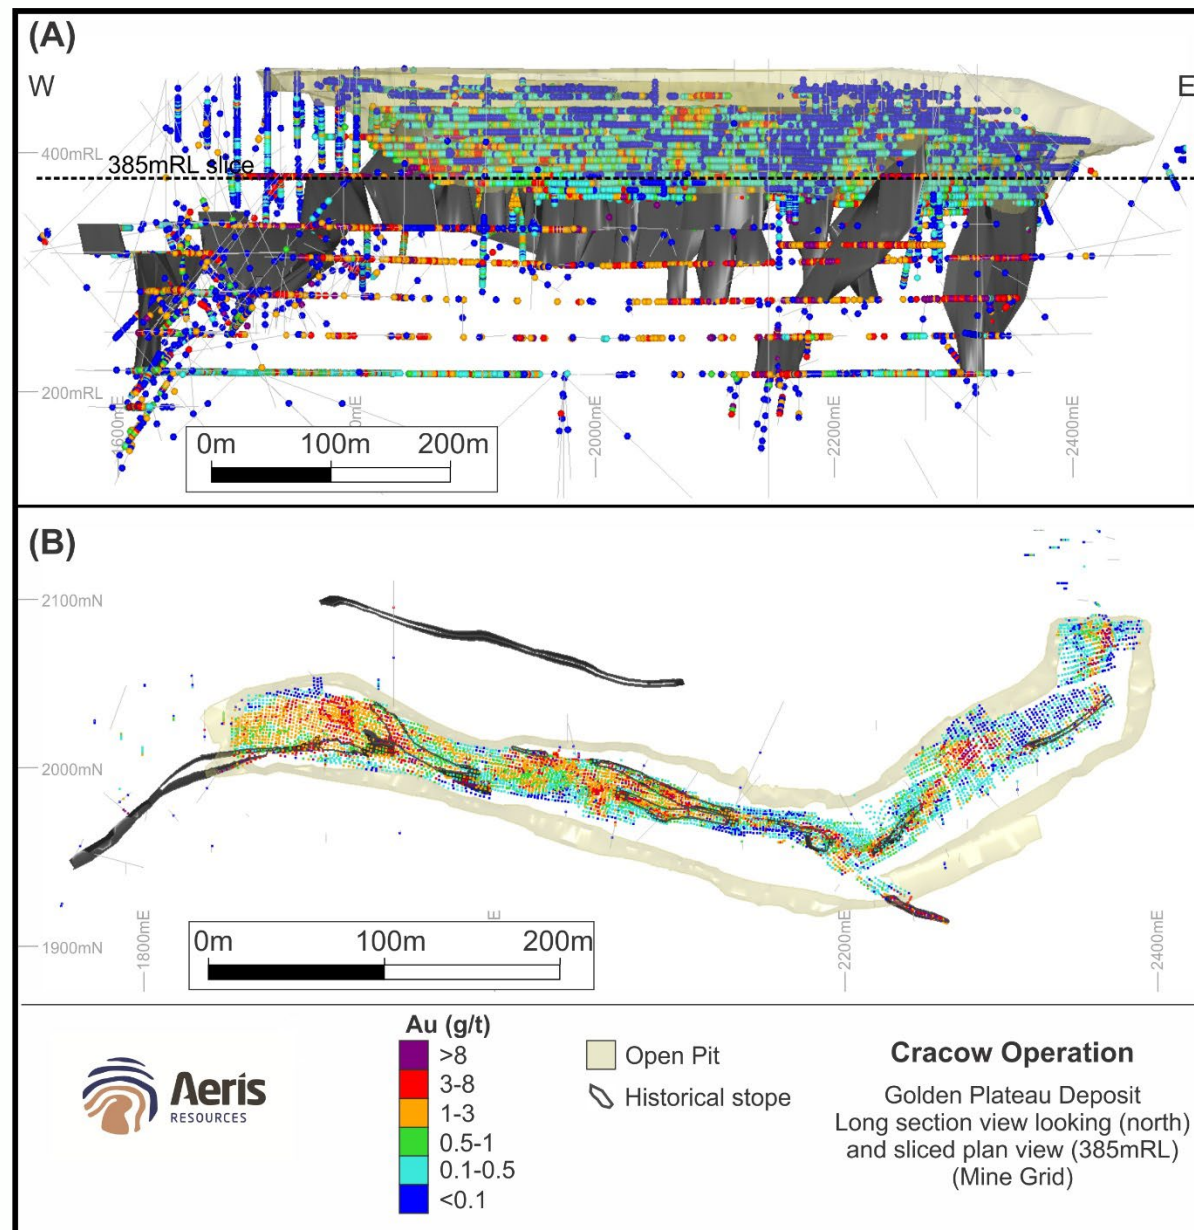 (A)
W
E
400mRL
385mRL slice
200mRL
1600mE
2000mE
2200mE
2400mE
0m 100m 200m
(B)
2100mN
2000mN
1900mN
1800mE
2200mE
2400mE
0m 100m 200m
Aeris
RESOURCES
Au (g/t)
>8
3-8
1-3
0.5-1
0.1-0.5
<0.1
Open Pit
Historical stope
Cracow Operation
Golden Plateau Deposit
Long section view looking (north)
and sliced plan view (385mRL)
(Mine Grid)